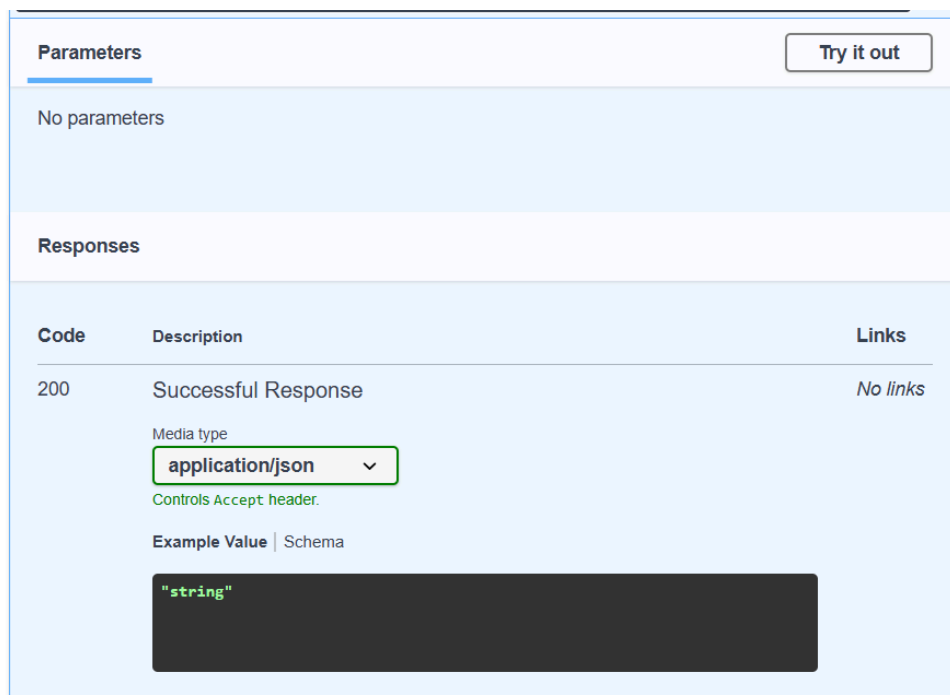 Parameters
Try it out
No parameters
Responses
Code Description Links
200 Successful Response No links
Media type
application/json
Controls Accept header.
Example Value | Schema
"string"